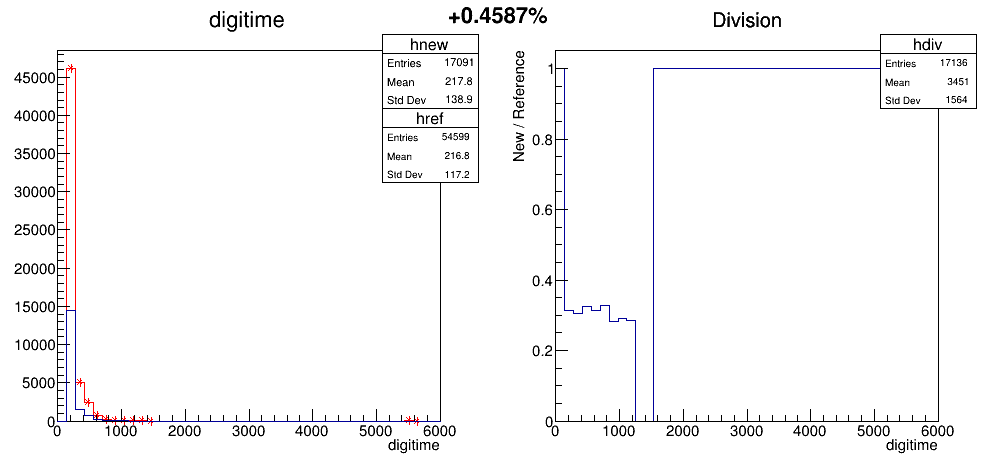 +0.4587%
digitime
hnew
Entries 17091
Mean 217.8
Std Dev 138.9
href
Entries 54599
Mean 216.8
Std Dev 117.2
45000
40000
35000
30000
25000
20000
15000
10000
5000
0
0 1000 2000 3000 4000 5000 6000
digitime
Division
hdiv
Entries 17136
Mean 3451
Std Dev 1564
New / Reference
1
0.8
0.6
0.4
0.2
0
0 1000 2000 3000 4000 5000 6000
digitime